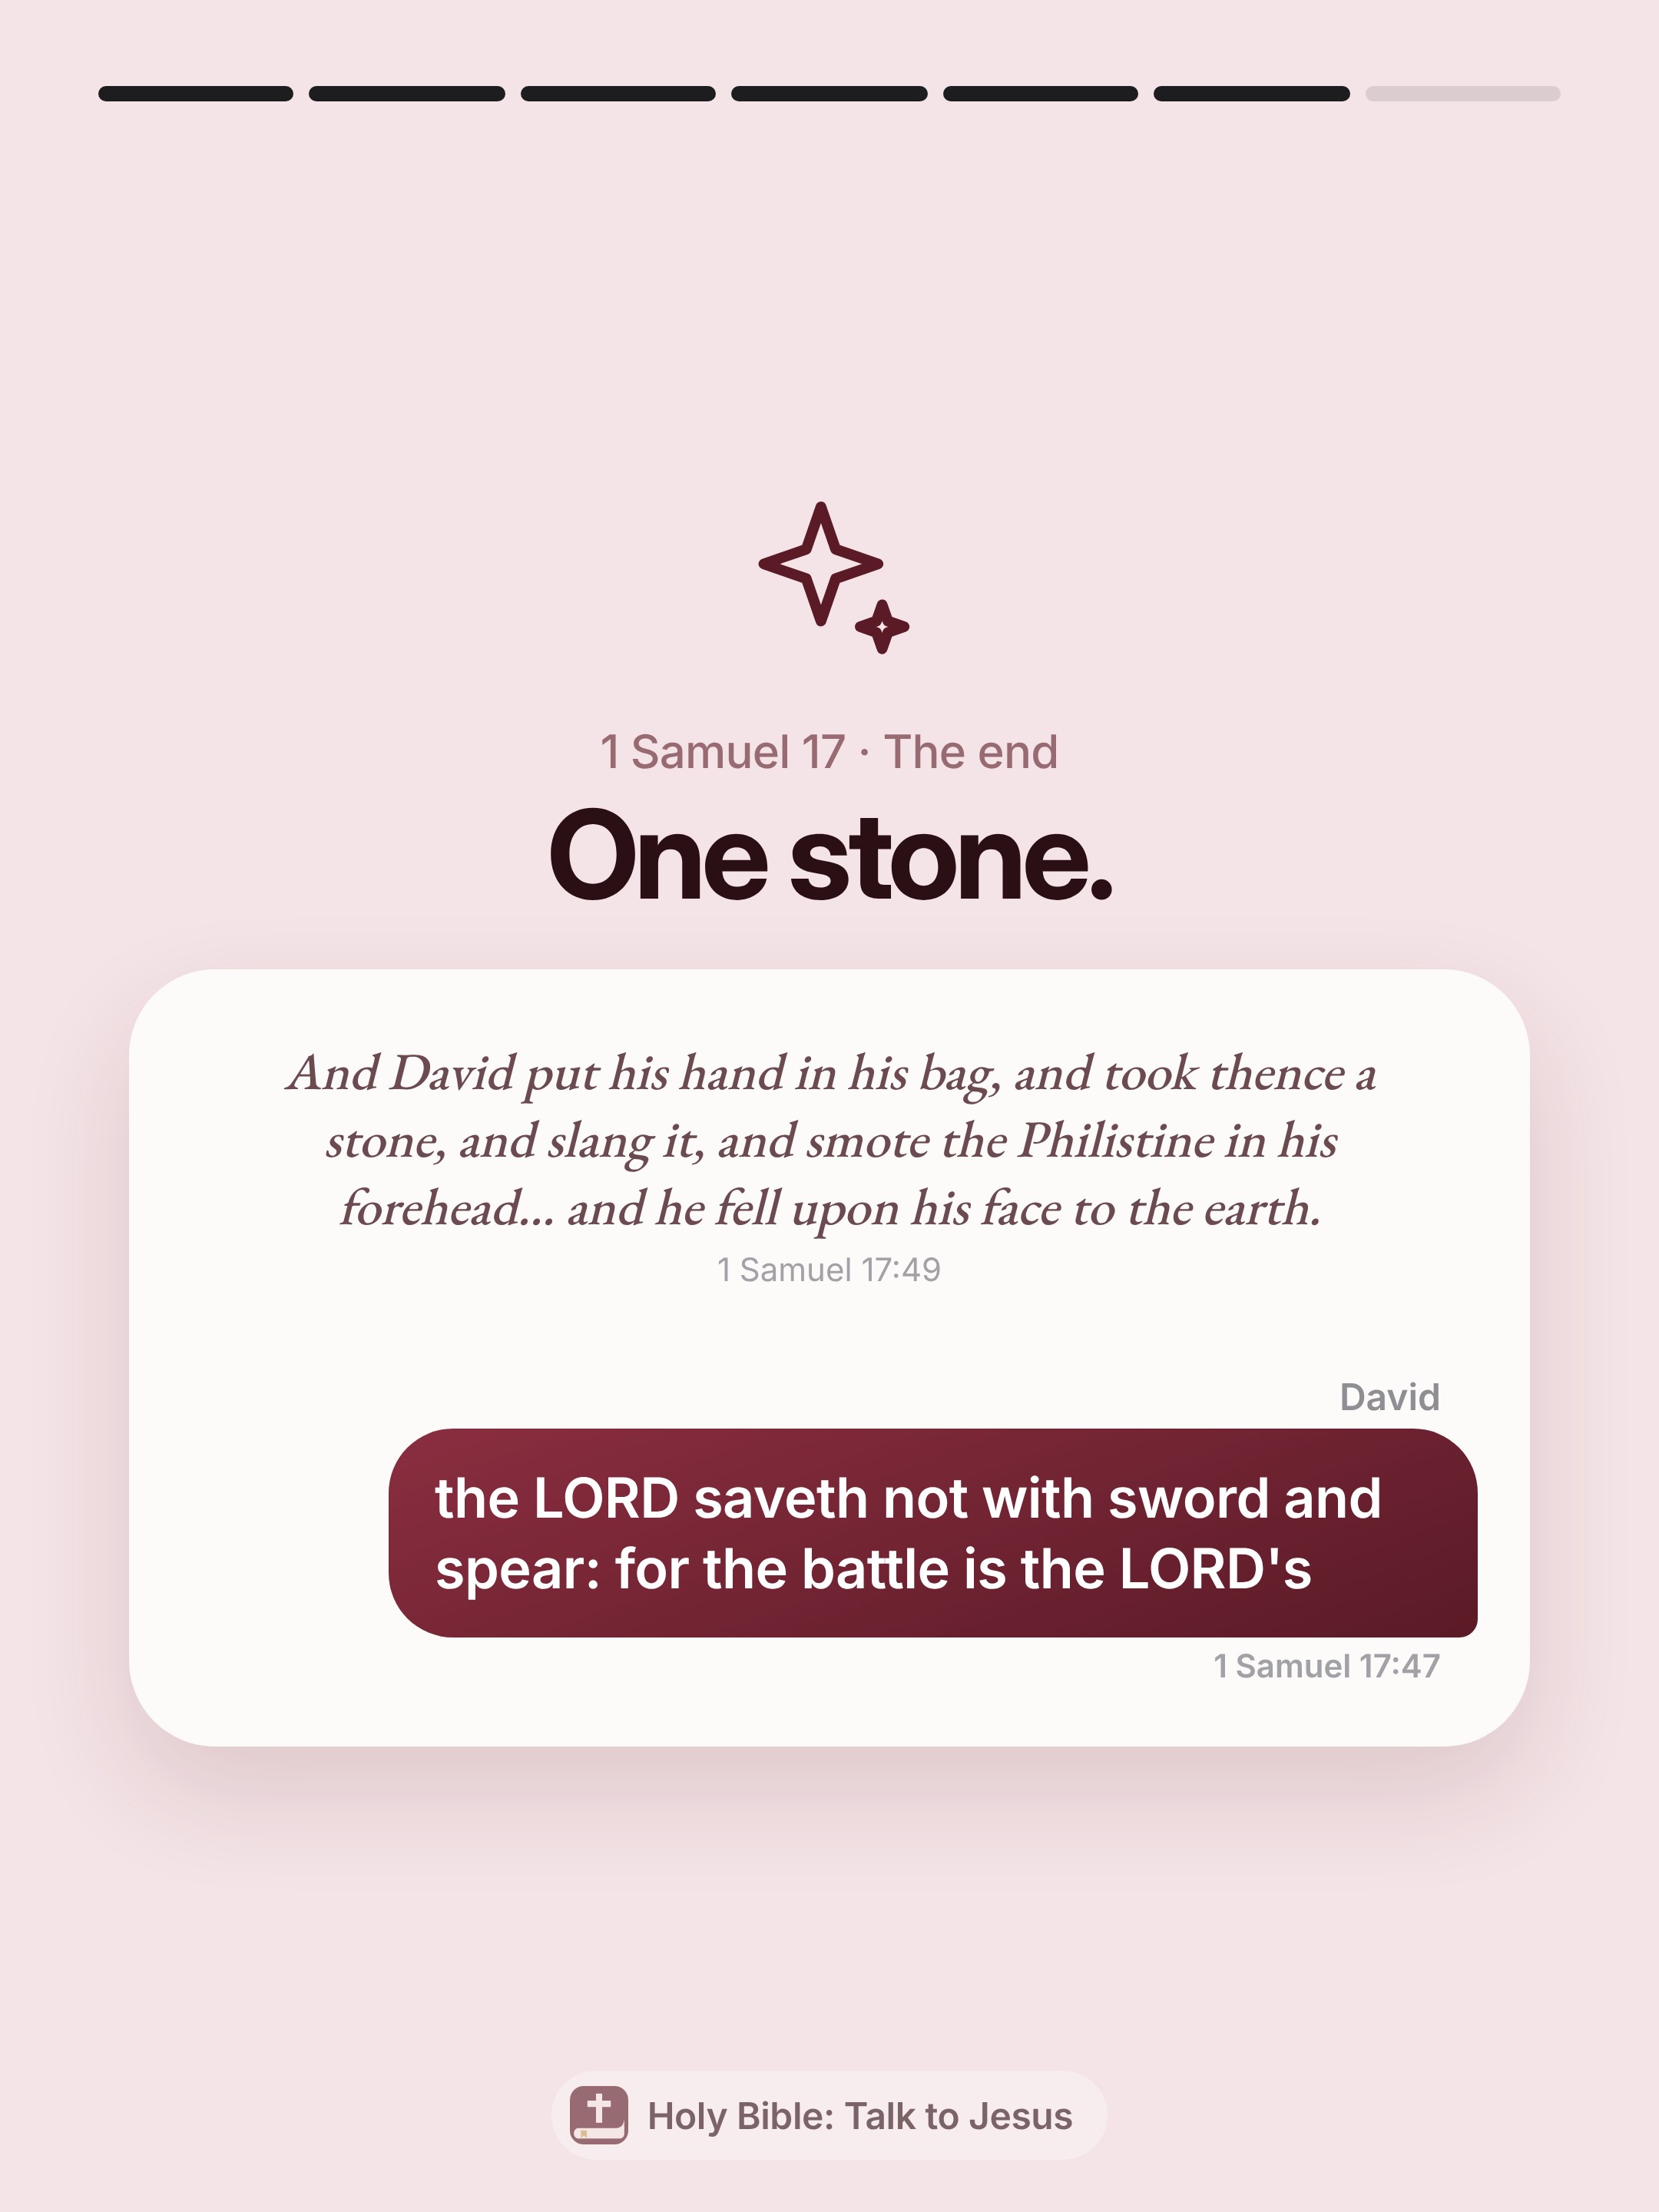 1 Samuel 17 · The end
One stone.
And David put his hand in his bag, and took thence a
stone, and slang it, and smote the Philistine in his
forehead... and he fell upon his face to the earth.
1 Samuel 17:49
David
the LORD saveth not with sword and
spear: for the battle is the LORD's
1 Samuel 17:47
Holy Bible: Talk to Jesus